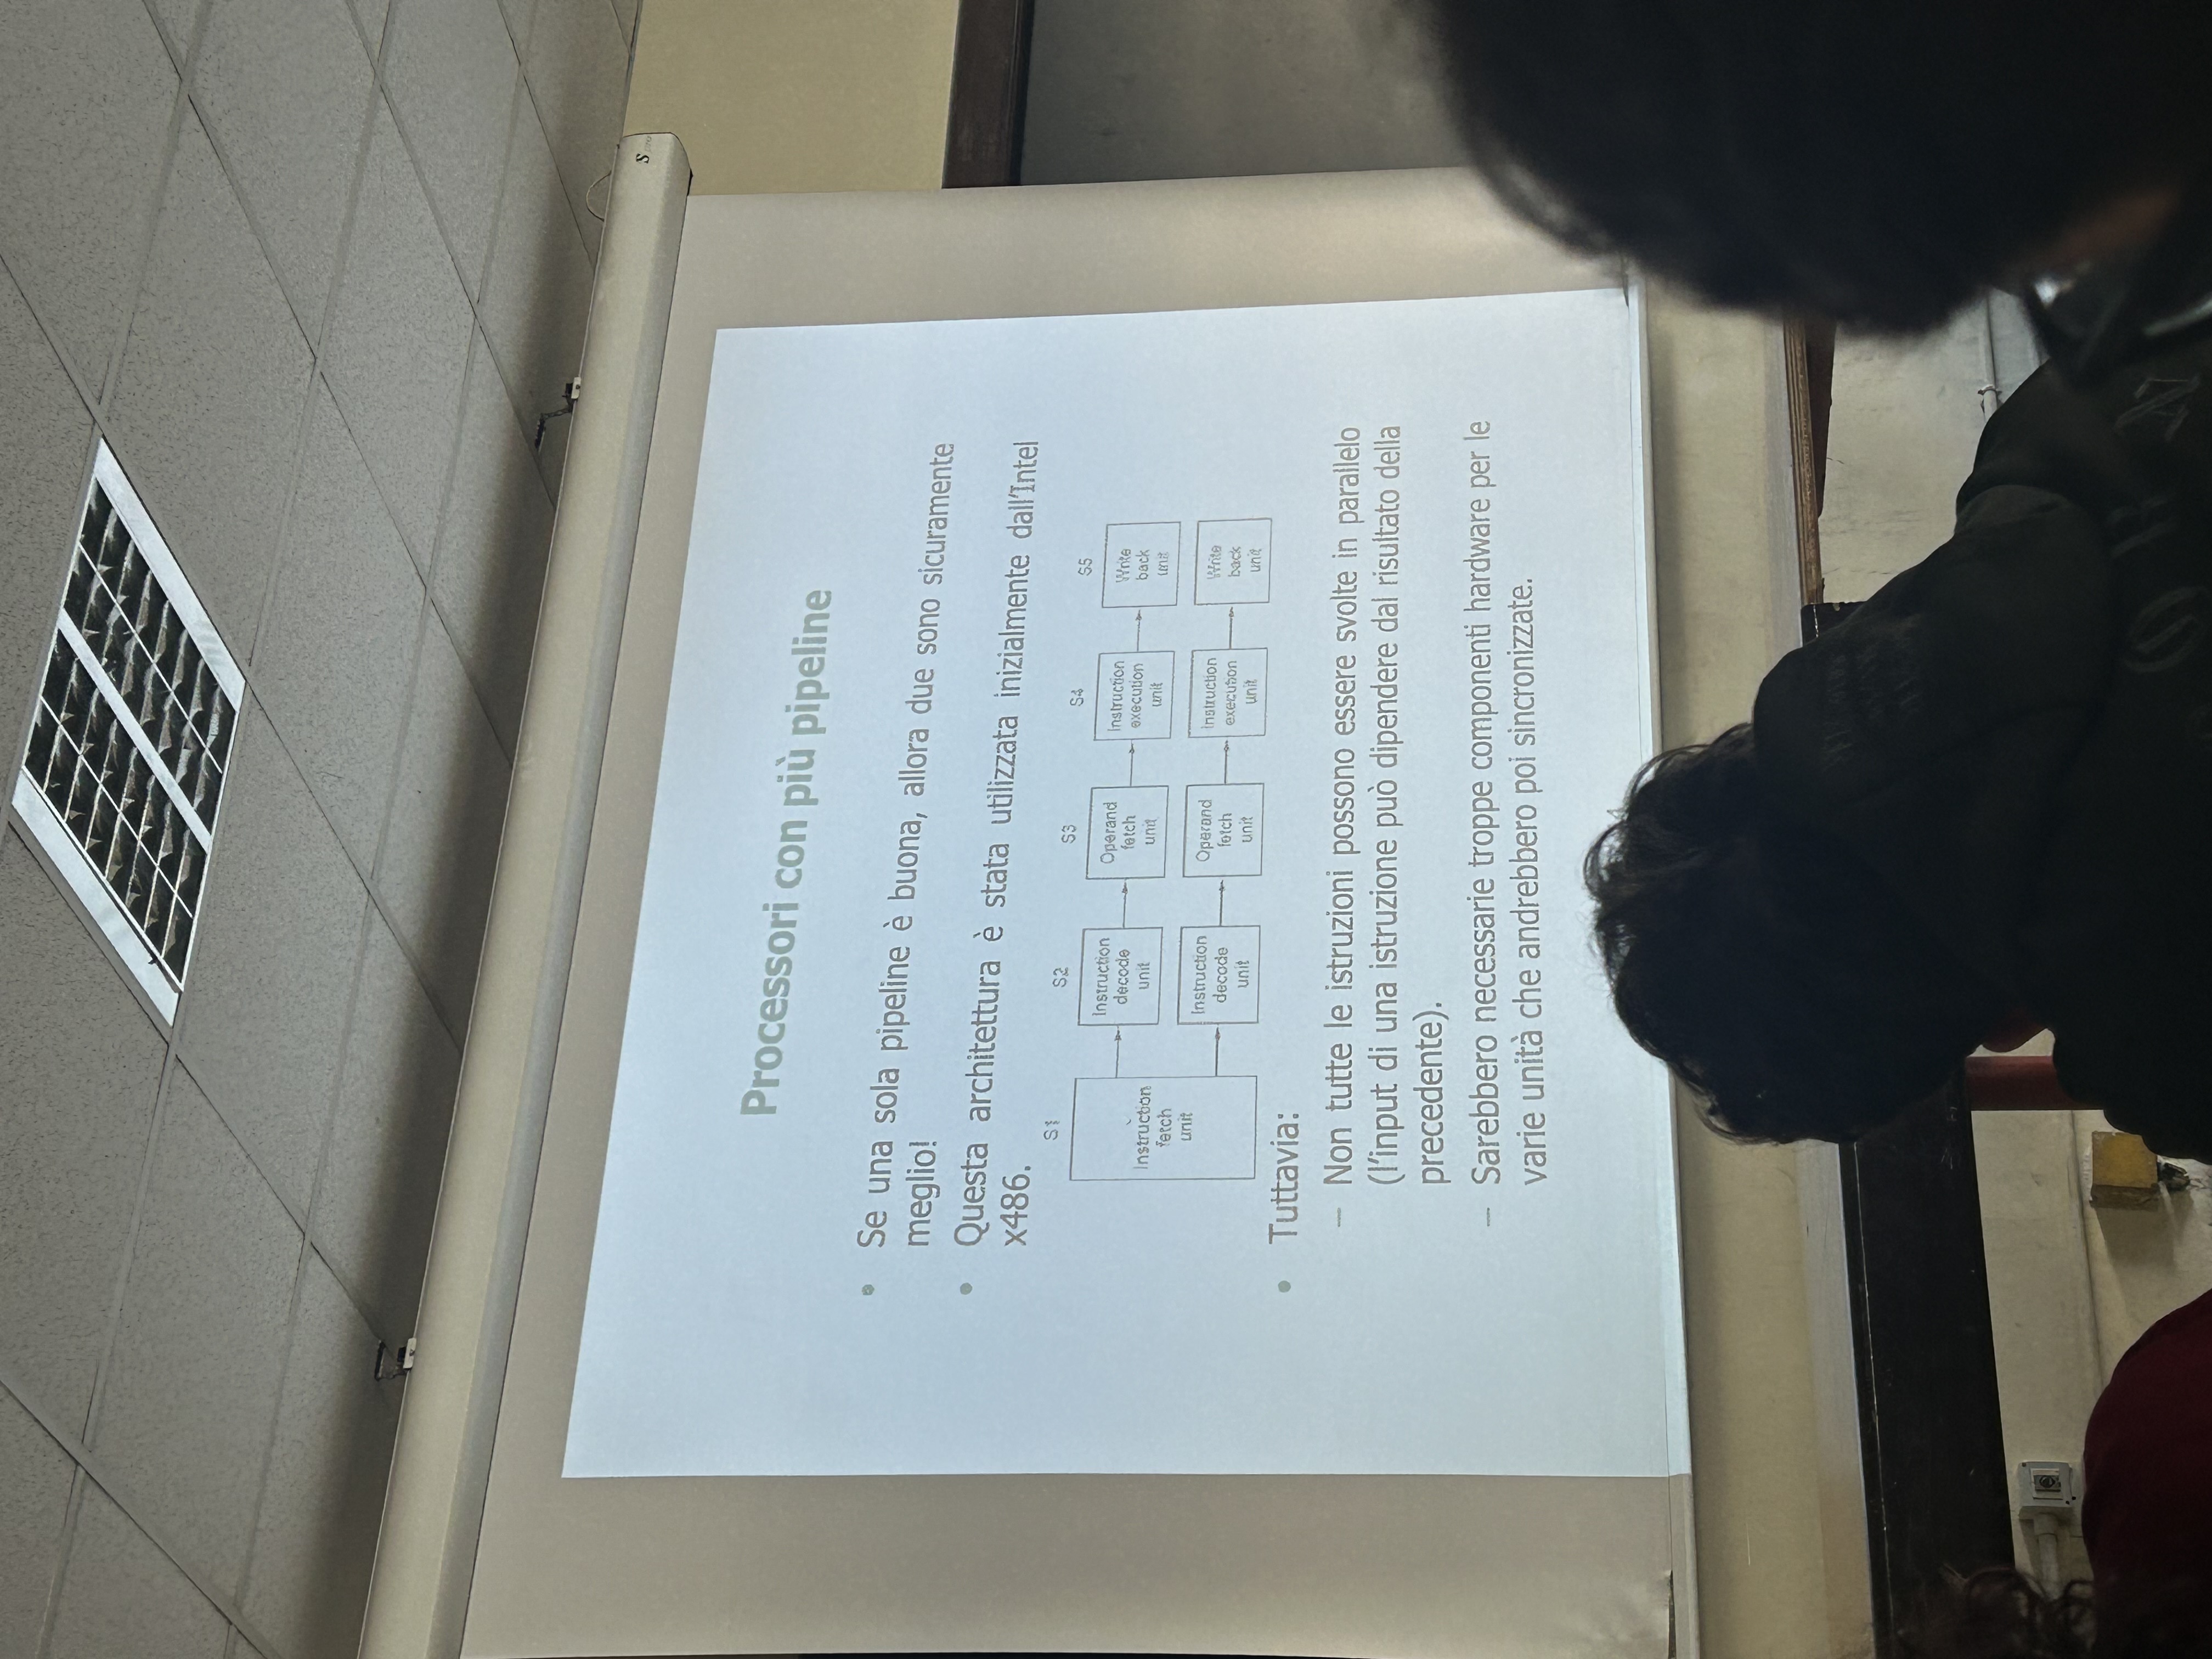 S
Processori con più pipeline
• Se una sola pipeline è buona, allora due sono sicuramente
meglio!
• Questa architettura è stata utilizzata inizialmente dall'Intel
x486.
S1
S2
S3
S4
S5
Instruction
fetch
unit
Instruction
decode
unit
Operand
fetch
unit
Instruction
execution
unit
Write
back
unit
Instruction
decode
unit
Operand
fetch
unit
Instruction
execution
unit
Write
back
unit
• Tuttavia:
– Non tutte le istruzioni possono essere svolte in parallelo
(l'input di una istruzione può dipendere dal risultato della
precedente).
– Sarebbero necessarie troppe componenti hardware per le
varie unità che andrebbero poi sincronizzate.
4